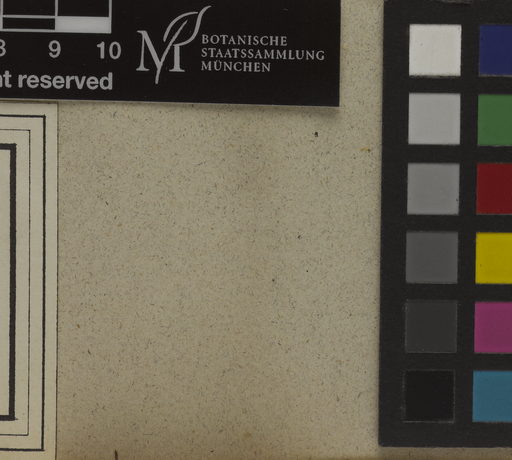 8 9 10
BOTANISCHE
STAATSSAMMLUNG
MÜNCHEN
nt reserved